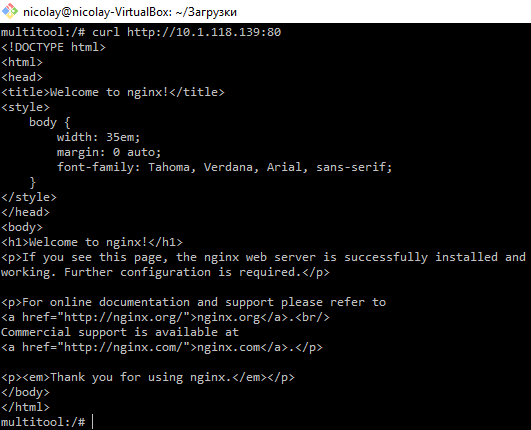 nicolay@nicolay-VirtualBox: ~/Загрузки
multitool:/# curl http://10.1.118.139:80
<!DOCTYPE html>
<html>
<head>
<title>Welcome to nginx!</title>
<style>
    body {
        width: 35em;
        margin: 0 auto;
        font-family: Tahoma, Verdana, Arial, sans-serif;
    }
</style>
</head>
<body>
<h1>Welcome to nginx!</h1>
<p>If you see this page, the nginx web server is successfully installed and
working. Further configuration is required.</p>

<p>For online documentation and support please refer to
<a href="http://nginx.org/">nginx.org</a>.<br/>
Commercial support is available at
<a href="http://nginx.com/">nginx.com</a>.</p>

<p><em>Thank you for using nginx.</em></p>
</body>
</html>
multitool:/#